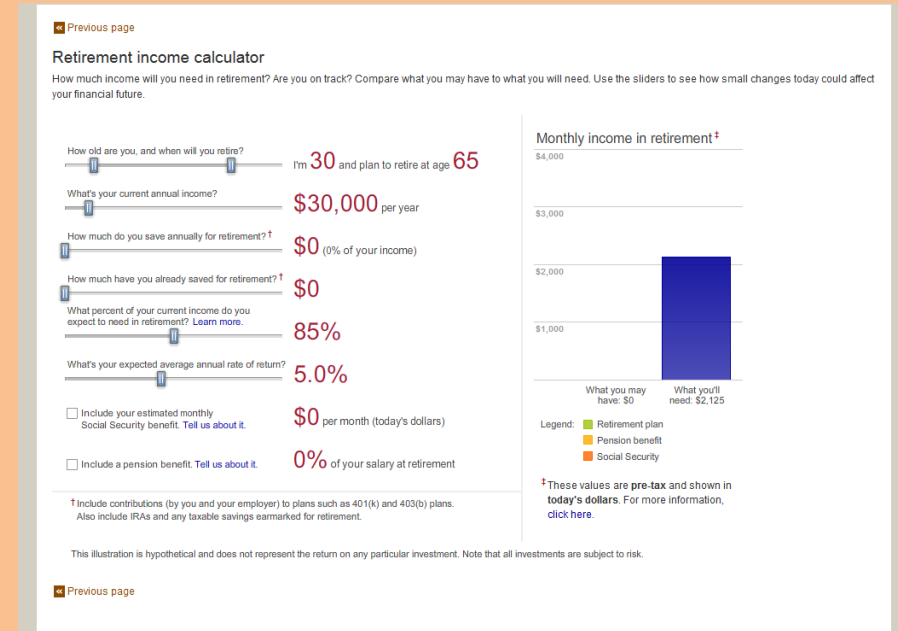 « Previous page
Retirement income calculator
How much income will you need in retirement? Are you on track? Compare what you may have to what you will need. Use the sliders to see how small changes today could affect
your financial future.
How old are you, and when will you retire?
I'm 30 and plan to retire at age 65
What's your current annual income?
$30,000 per year
How much do you save annually for retirement? †
$0 (0% of your income)
How much have you already saved for retirement? †
$0
What percent of your current income do you
expect to need in retirement? Learn more.
85%
What's your expected average annual rate of return?
5.0%
Include your estimated monthly
Social Security benefit. Tell us about it.
$0 per month (today's dollars)
Include a pension benefit. Tell us about it.
0% of your salary at retirement
† Include contributions (by you and your employer) to plans such as 401(k) and 403(b) plans.
Also include IRAs and any taxable savings earmarked for retirement.
Monthly income in retirement ‡
$4,000
$3,000
$2,000
$1,000
What you may
have: $0
What you'll
need: $2,125
Legend: Retirement plan
Pension benefit
Social Security
‡ These values are pre-tax and shown in
today's dollars. For more information,
click here.
This illustration is hypothetical and does not represent the return on any particular investment. Note that all investments are subject to risk.
« Previous page